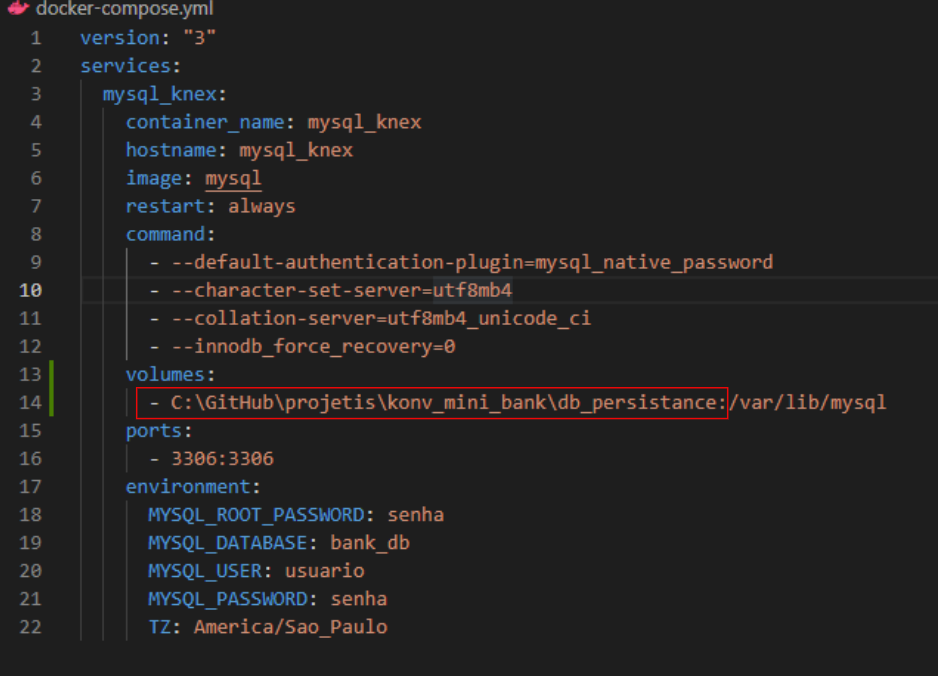 docker-compose.yml
1 version: "3"
2 services:
3 mysql_knex:
4 container_name: mysql_knex
5 hostname: mysql_knex
6 image: mysql
7 restart: always
8 command:
9 - --default-authentication-plugin=mysql_native_password
10 - --character-set-server=utf8mb4
11 - --collation-server=utf8mb4_unicode_ci
12 - --innodb_force_recovery=0
13 volumes:
14 - C:\GitHub\projetis\konv_mini_bank\db_persistance:/var/lib/mysql
15 ports:
16 - 3306:3306
17 environment:
18 MYSQL_ROOT_PASSWORD: senha
19 MYSQL_DATABASE: bank_db
20 MYSQL_USER: usuario
21 MYSQL_PASSWORD: senha
22 TZ: America/Sao_Paulo